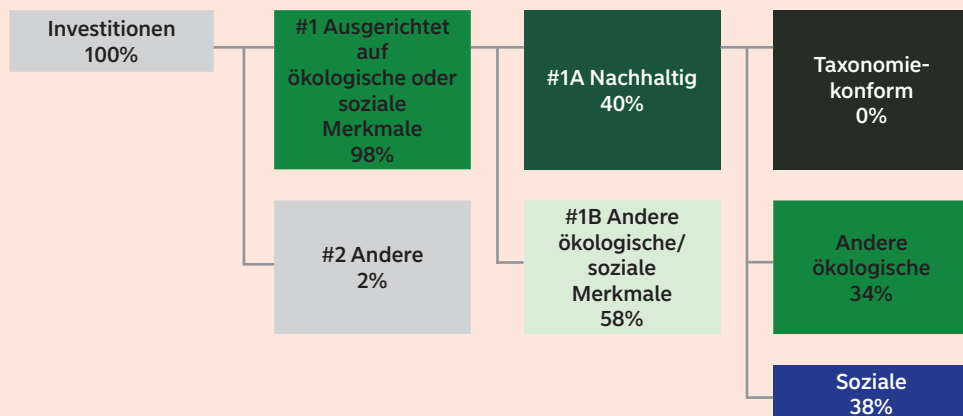 Investitionen
100%
#1 Ausgerichtet
auf
ökologische oder
soziale
Merkmale
98%
#2 Andere
2%
#1A Nachhaltig
40%
#1B Andere
ökologische/
soziale
Merkmale
58%
Taxonomie-
konform
0%
Andere
ökologische
34%
Soziale
38%